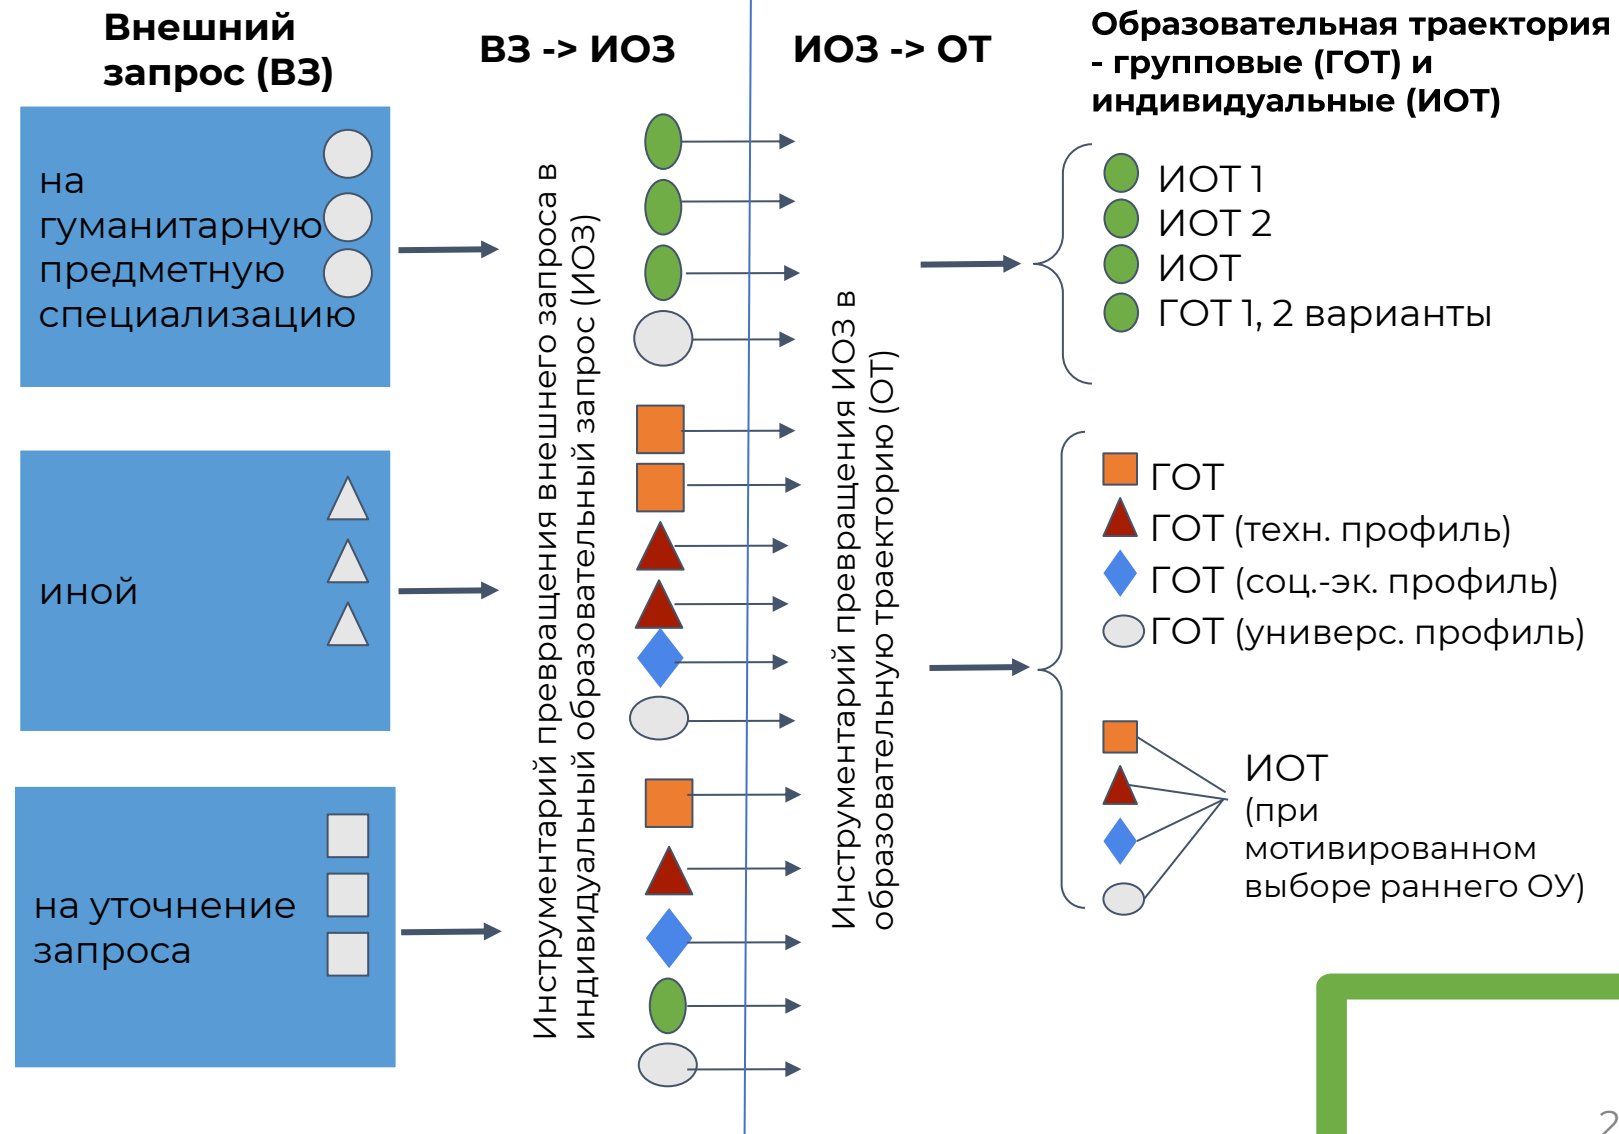 Внешний
запрос (ВЗ)
ВЗ -> ИОЗ
ИОЗ -> ОТ
Образовательная траектория
- групповые (ГОТ) и
индивидуальные (ИОТ)
на
гуманитарную
предметную
специализацию
иной
на уточнение
запроса
Инструментарий превращения внешнего запроса в
индивидуальный образовательный запрос (ИОЗ)
Инструментарий превращения ИОЗ в
образовательную траекторию (ОТ)
ИОТ 1
ИОТ 2
ИОТ
ГОТ 1, 2 варианты
ГОТ
ГОТ (техн. профиль)
ГОТ (соц.-эк. профиль)
ГОТ (универс. профиль)
ИОТ
(при
мотивированном
выборе раннего ОУ)
2